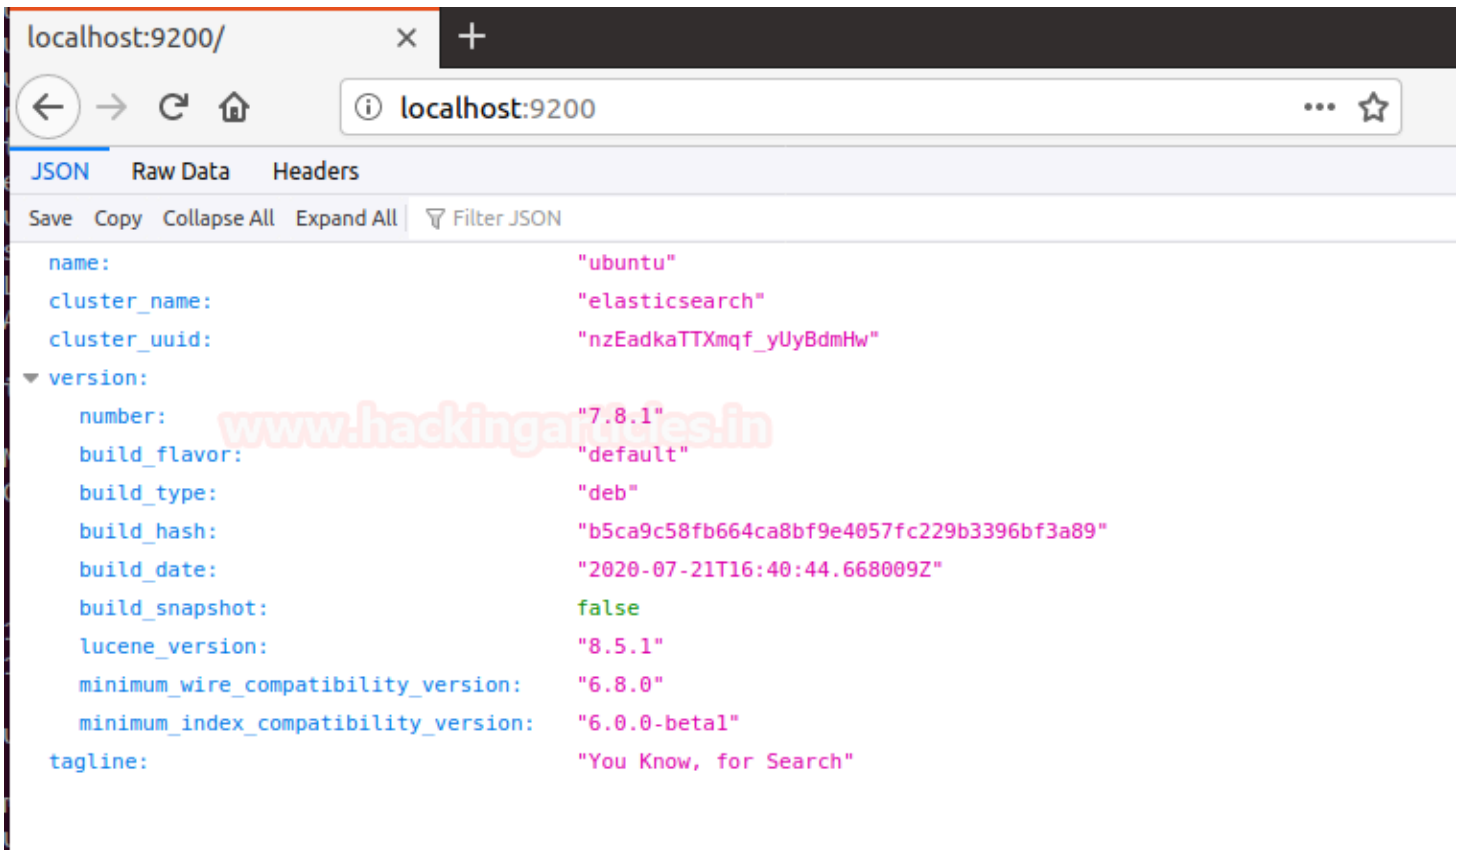 localhost:9200/
localhost:9200
JSON Raw Data Headers
Save Copy Collapse All Expand All Filter JSON
name: "ubuntu"
cluster_name: "elasticsearch"
cluster_uuid: "nzEadkaTTXmqf_yUyBdmHw"
version:
number: "7.8.1"
www.hackingarticles.in
build_flavor: "default"
build_type: "deb"
build_hash: "b5ca9c58fb664ca8bf9e4057fc229b3396bf3a89"
build_date: "2020-07-21T16:40:44.668009Z"
build_snapshot: false
lucene_version: "8.5.1"
minimum_wire_compatibility_version: "6.8.0"
minimum_index_compatibility_version: "6.0.0-beta1"
tagline: "You Know, for Search"